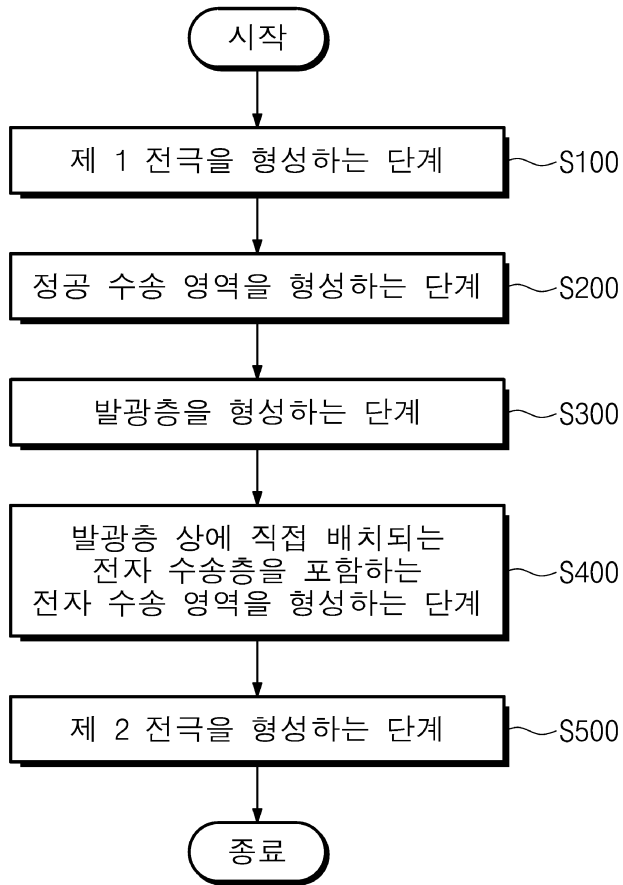 시작
제 1 전극을 형성하는 단계
S100
정공 수송 영역을 형성하는 단계
S200
발광층을 형성하는 단계
S300
발광층 상에 직접 배치되는
전자 수송층을 포함하는
전자 수송 영역을 형성하는 단계
S400
제 2 전극을 형성하는 단계
S500
종료